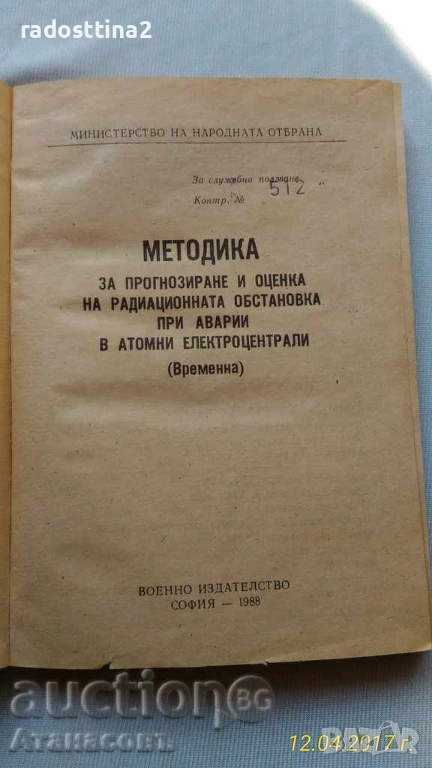 radosttina2
МИНИСТЕРСТВО НА НАРОДНАТА ОТБРАНА
За служебно ползване
Контр. № 512
МЕТОДИКА
ЗА ПРОГНОЗИРАНЕ И ОЦЕНКА
НА РАДИАЦИОННАТА ОБСТАНОВКА
ПРИ АВАРИИ
В АТОМНИ ЕЛЕКТРОЦЕНТРАЛИ
(Временна)
ВОЕННО ИЗДАТЕЛСТВО
СОФИЯ — 1988
auction BG
Атанасовъ
12.04.2017 г.